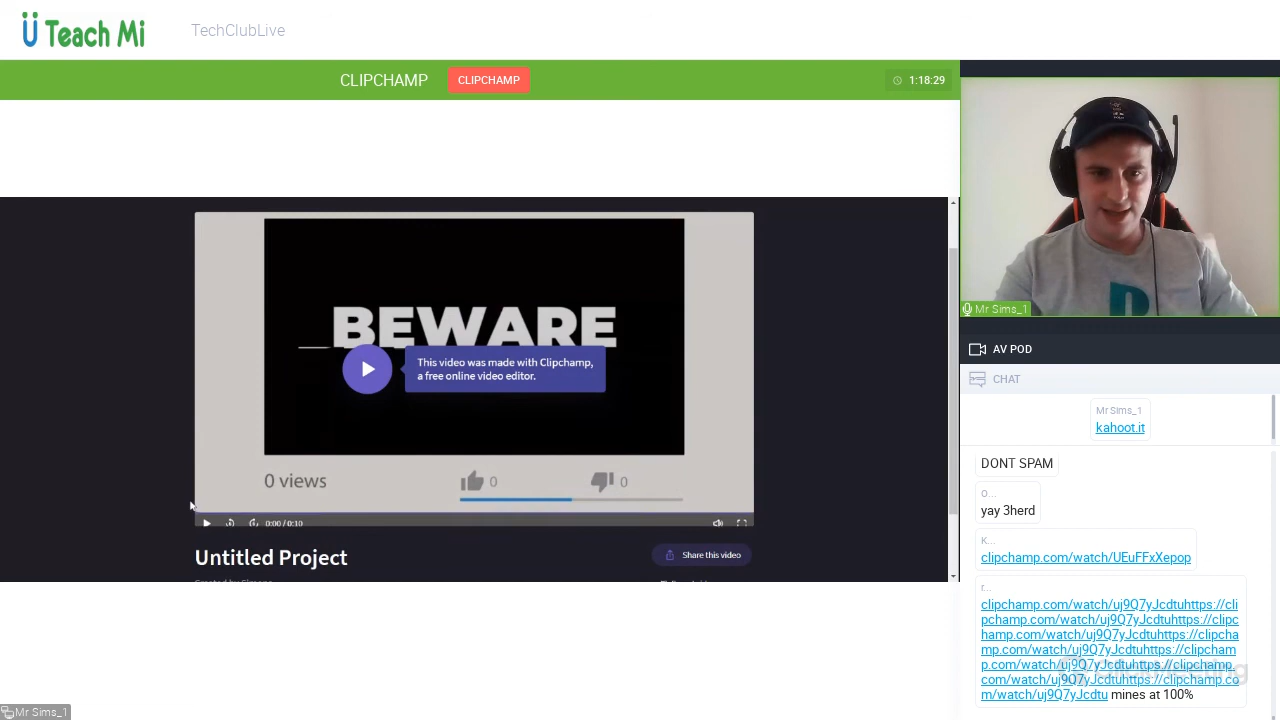 Ü Teach Mi
TechClubLive
CLIPCHAMP
CLIPCHAMP
1:18:29
BEWARE
This video was made with Clipchamp,
a free online video editor.
0 views
0
0
0:00 / 0:10
Untitled Project
Share this video
Mr Sims_1
Mr Sims_1
AV POD
CHAT
Mr Sims_1
kahoot.it
DONT SPAM
O...
yay 3herd
K...
clipchamp.com/watch/UEuFFxXepop
r...
clipchamp.com/watch/uj9Q7yJcdtuhttps://cli
pchamp.com/watch/uj9Q7yJcdtuhttps://clipc
hamp.com/watch/uj9Q7yJcdtuhttps://clipcha
mp.com/watch/uj9Q7yJcdtuhttps://clipcham
p.com/watch/uj9Q7yJcdtuhttps://clipchamp.
com/watch/uj9Q7yJcdtuhttps://clipchamp.co
m/watch/uj9Q7yJcdtu mines at 100%